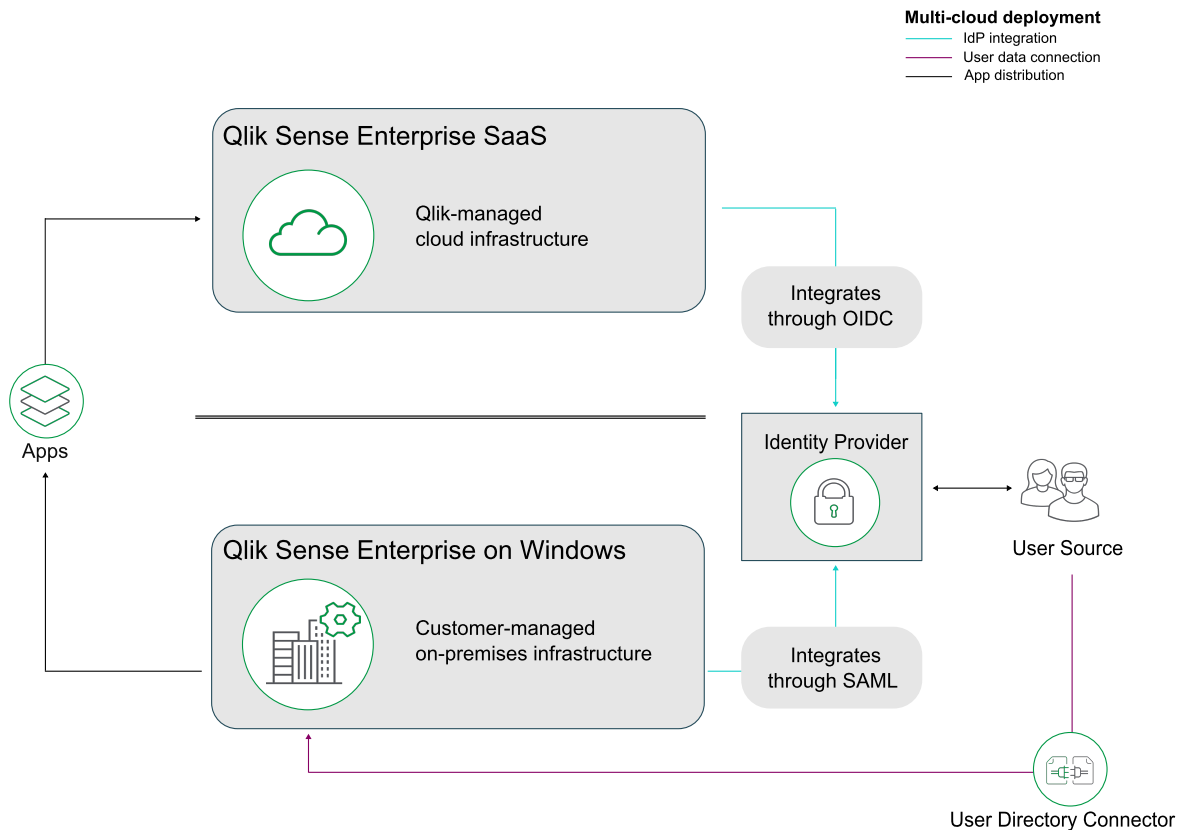 Multi-cloud deployment
IdP integration
User data connection
App distribution
Qlik Sense Enterprise SaaS
Qlik-managed
cloud infrastructure
Integrates
through OIDC
Apps
Identity Provider
User Source
Qlik Sense Enterprise on Windows
Customer-managed
on-premises infrastructure
Integrates
through SAML
User Directory Connector